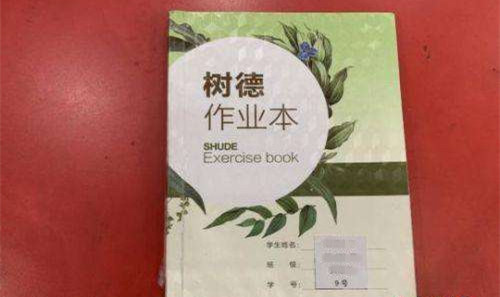 树德
作业本
SHUDE
Exercise book
学生姓名:
班 级:
学 号: 9号